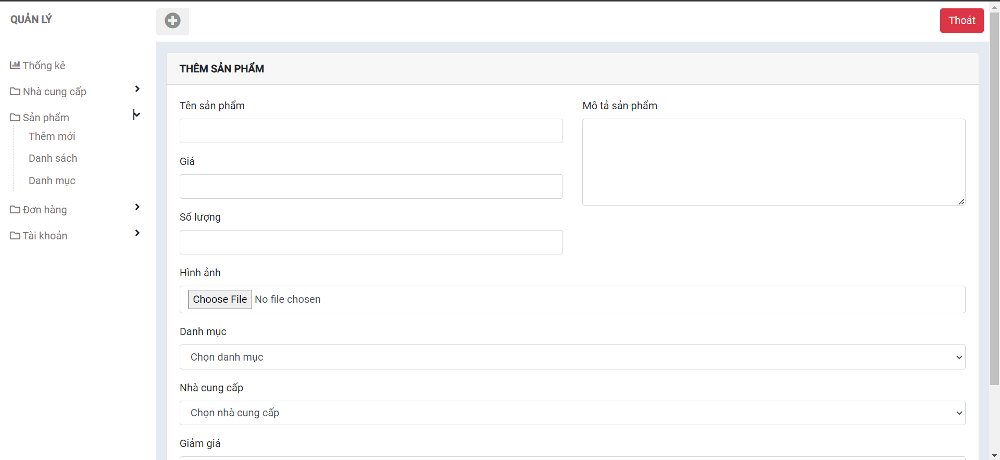 QUẢN LÝ
Thoát
Thống kê
Nhà cung cấp
Sản phẩm
Thêm mới
Danh sách
Danh mục
Đơn hàng
Tài khoản
THÊM SẢN PHẨM
Tên sản phẩm
Giá
Số lượng
Mô tả sản phẩm
Hình ảnh
Choose File No file chosen
Danh mục
Chọn danh mục
Nhà cung cấp
Chọn nhà cung cấp
Giảm giá